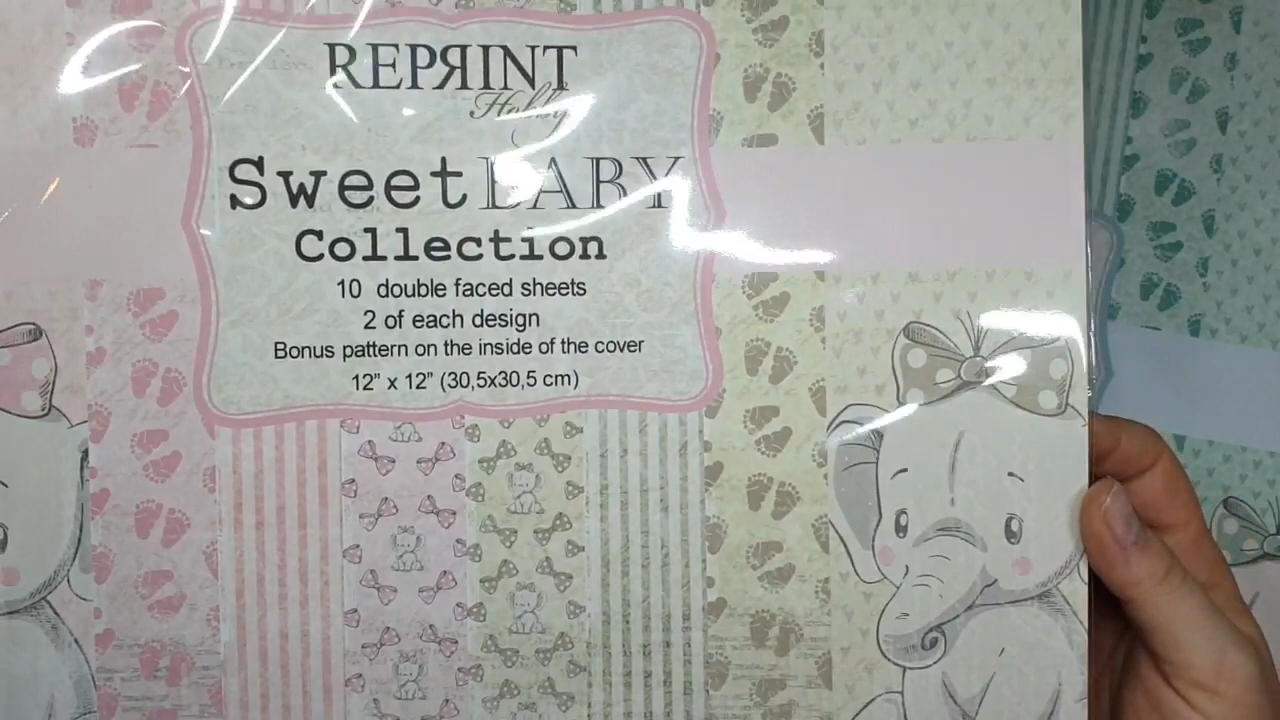 REPRINT
Hobby
Sweet BABY
Collection
10 double faced sheets
2 of each design
Bonus pattern on the inside of the cover
12" x 12" (30,5x30,5 cm)